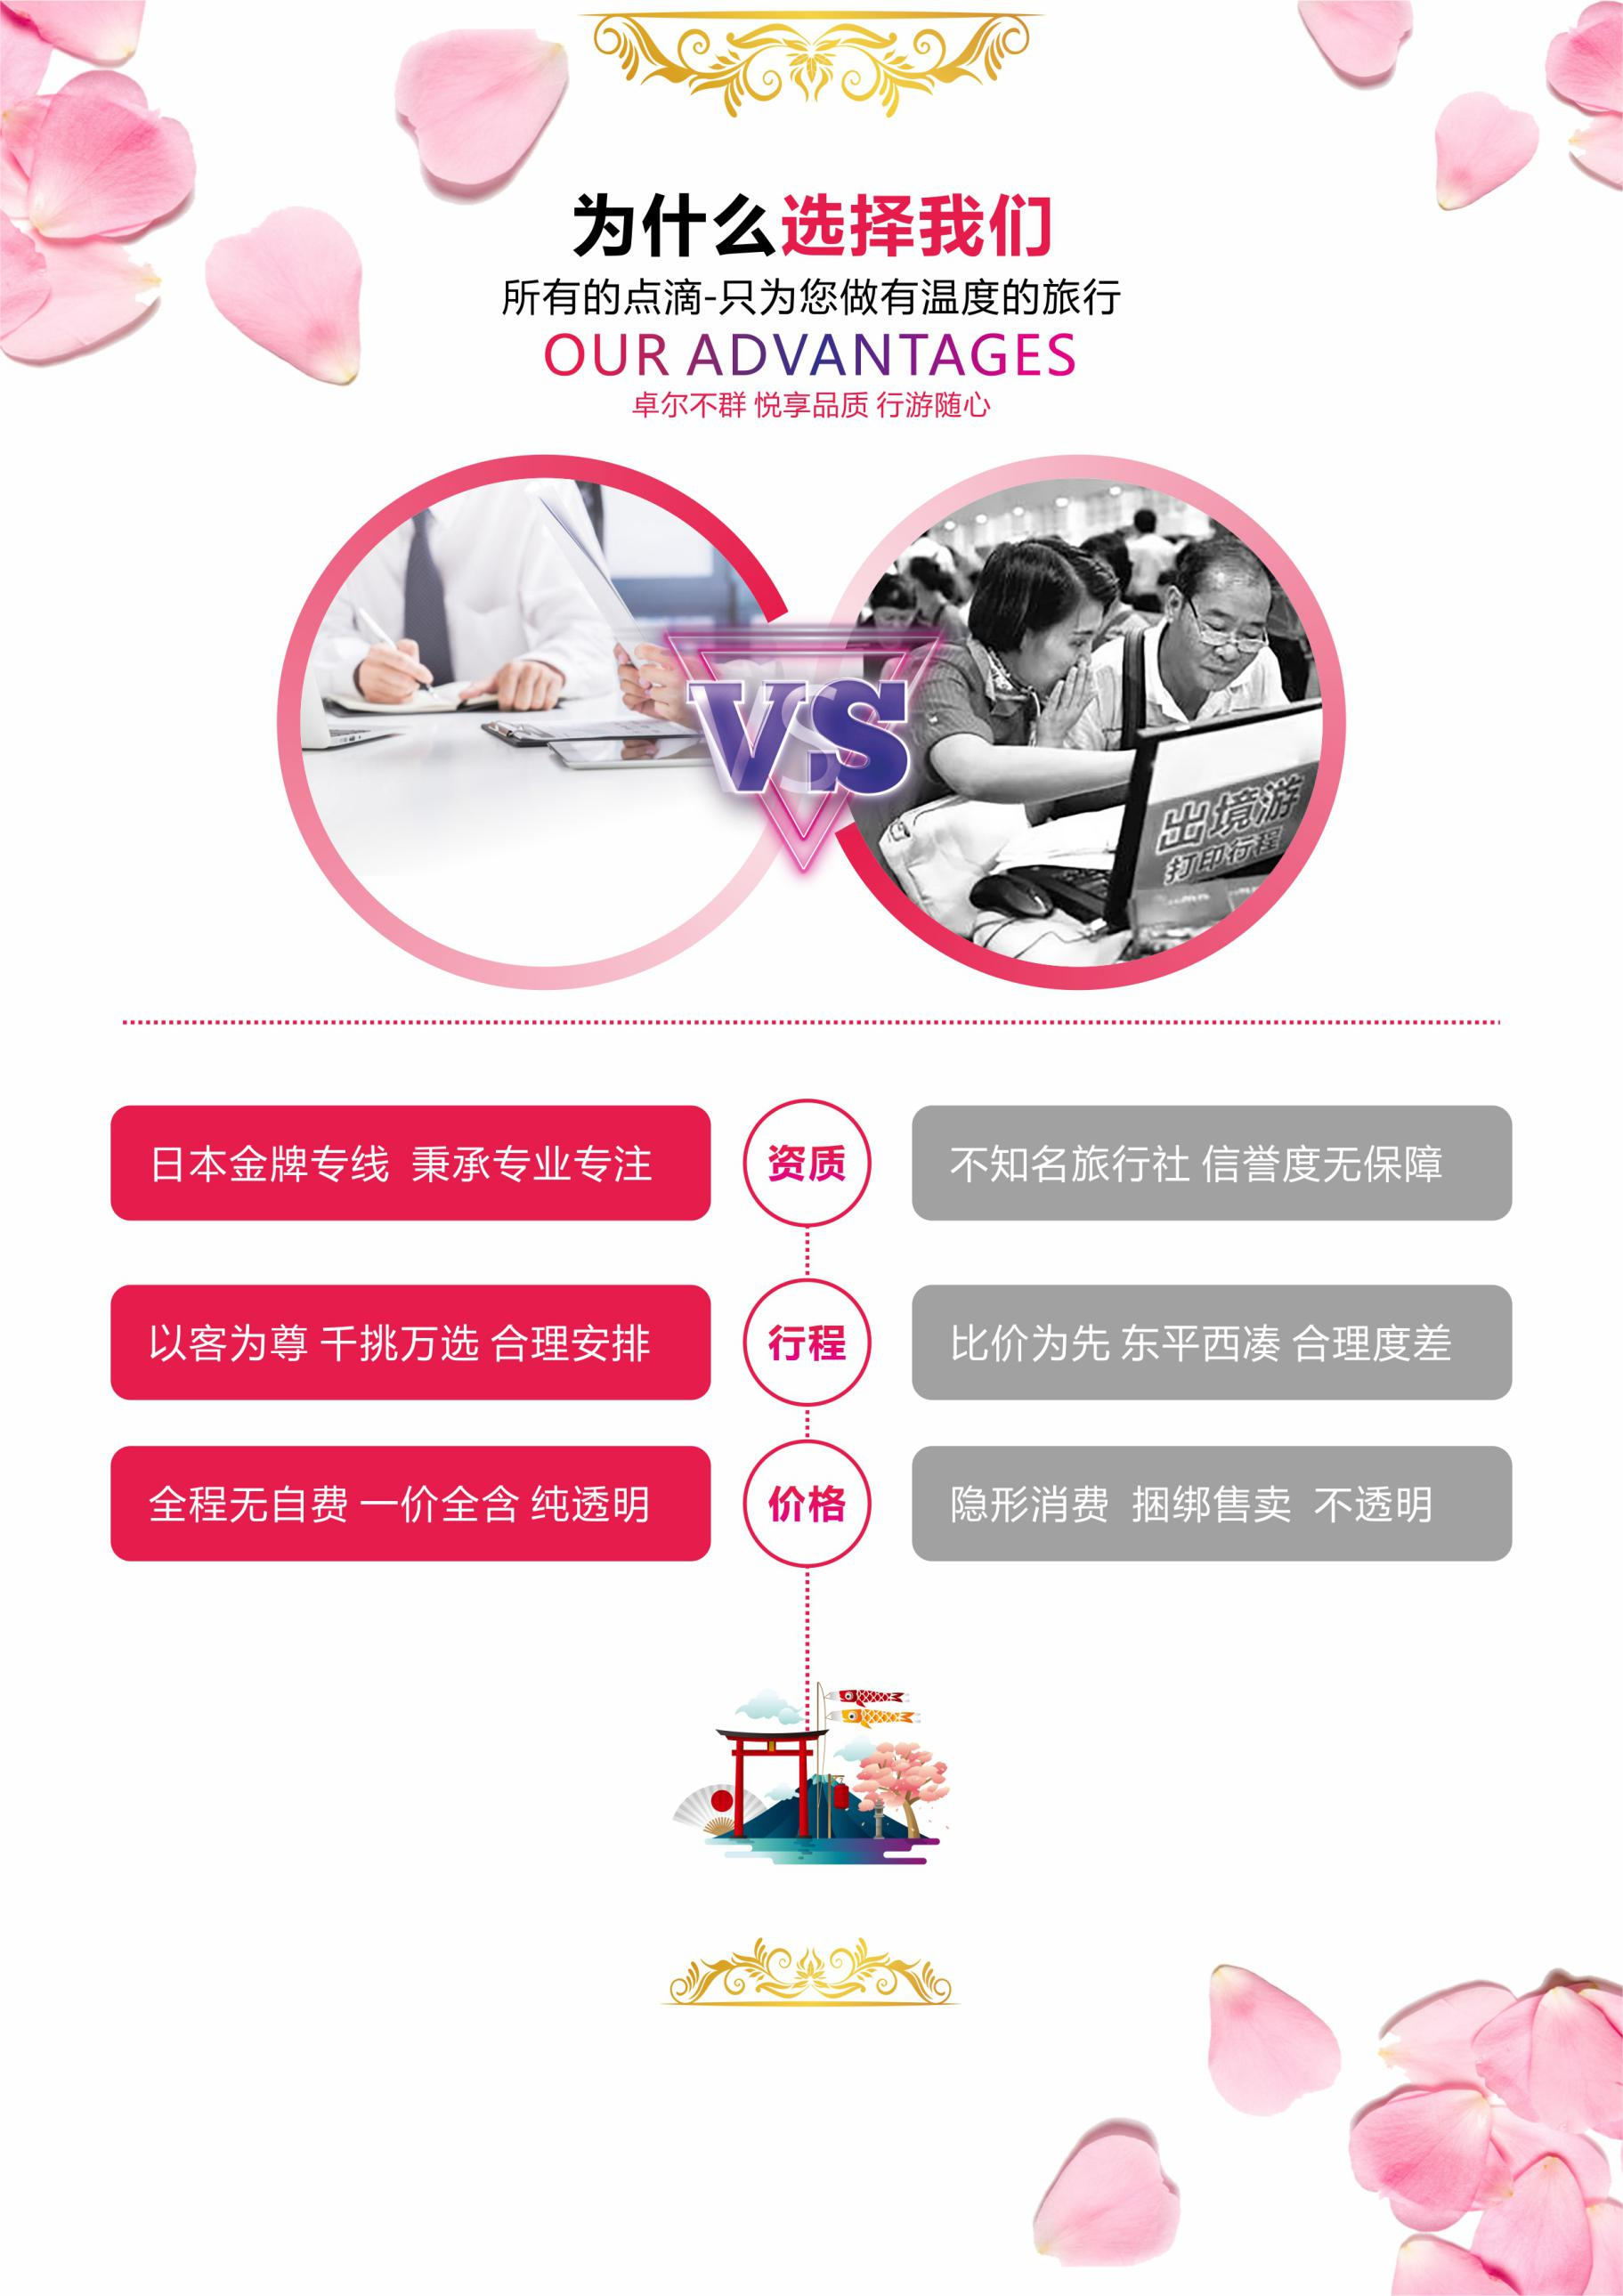 为什么选择我们
所有的点滴-只为您做有温度的旅行
OUR ADVANTAGES
卓尔不群 悦享品质 行游随心
VS
出境游
打印行程
日本金牌专线 秉承专业专注
资质
不知名旅行社 信誉度无保障
以客为尊 千挑万选 合理安排
行程
比价为先 东平西凑 合理度差
全程无自费 一价全含 纯透明
价格
隐形消费 捆绑售卖 不透明